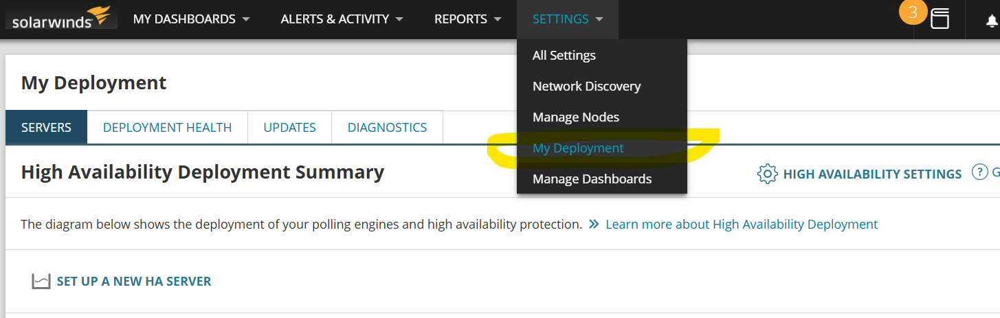 solarwinds MY DASHBOARDS ALERTS & ACTIVITY REPORTS SETTINGS 3
All Settings
My Deployment
Network Discovery
Manage Nodes
SERVERS DEPLOYMENT HEALTH UPDATES DIAGNOSTICS
My Deployment
High Availability Deployment Summary
Manage Dashboards
HIGH AVAILABILITY SETTINGS ? G
The diagram below shows the deployment of your polling engines and high availability protection. » Learn more about High Availability Deployment
SET UP A NEW HA SERVER